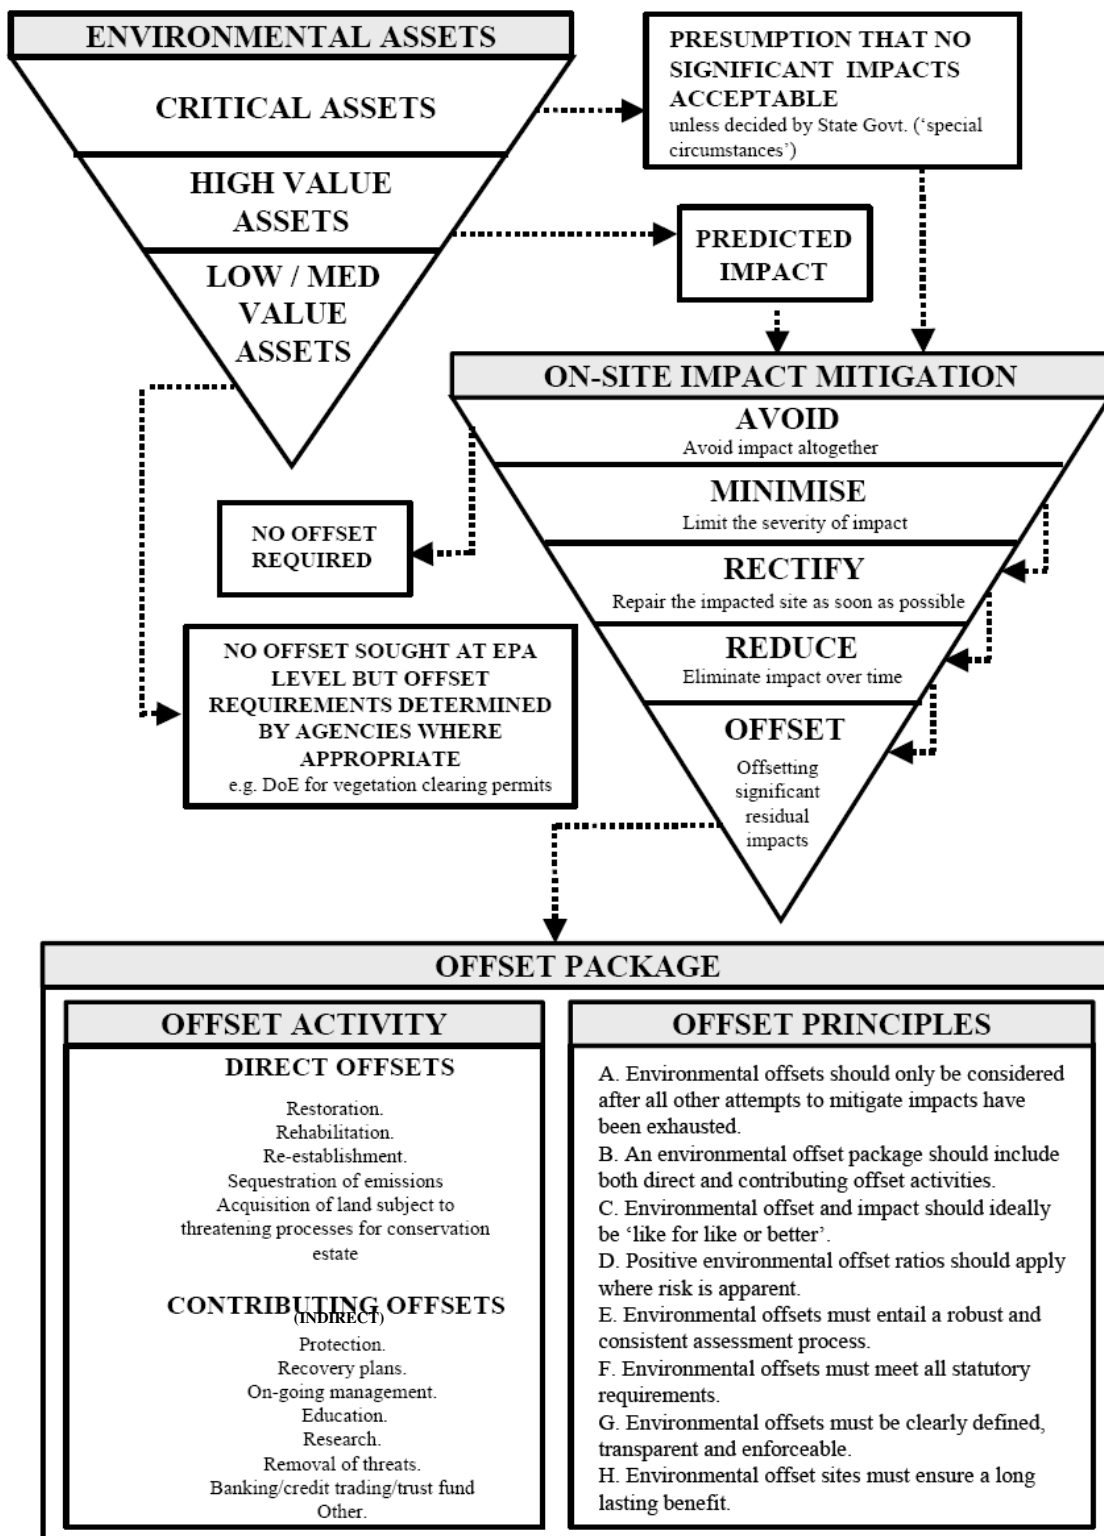 ENVIRONMENTAL ASSETS
CRITICAL ASSETS
HIGH VALUE
ASSETS
LOW / MED
VALUE
ASSETS
PRESUMPTION THAT NO
SIGNIFICANT IMPACTS
ACCEPTABLE
unless decided by State Govt. (‘special
circumstances’)
PREDICTED
IMPACT
ON-SITE IMPACT MITIGATION
AVOID
Avoid impact altogether
MINIMISE
Limit the severity of impact
RECTIFY
Repair the impacted site as soon as possible
REDUCE
Eliminate impact over time
OFFSET
Offsetting
significant
residual
impacts
NO OFFSET
REQUIRED
NO OFFSET SOUGHT AT EPA
LEVEL BUT OFFSET
REQUIREMENTS DETERMINED
BY AGENCIES WHERE
APPROPRIATE
e.g. DoE for vegetation clearing permits
OFFSET PACKAGE
OFFSET ACTIVITY
DIRECT OFFSETS
Restoration.
Rehabilitation.
Re-establishment.
Sequestration of emissions
Acquisition of land subject to
threatening processes for conservation
estate
CONTRIBUTING OFFSETS
(INDIRECT)
Protection.
Recovery plans.
On-going management.
Education.
Research.
Removal of threats.
Banking/credit trading/trust fund
Other.
OFFSET PRINCIPLES
A. Environmental offsets should only be considered
after all other attempts to mitigate impacts have
been exhausted.
B. An environmental offset package should include
both direct and contributing offset activities.
C. Environmental offset and impact should ideally
be ‘like for like or better’.
D. Positive environmental offset ratios should apply
where risk is apparent.
E. Environmental offsets must entail a robust and
consistent assessment process.
F. Environmental offsets must meet all statutory
requirements.
G. Environmental offsets must be clearly defined,
transparent and enforceable.
H. Environmental offset sites must ensure a long
lasting benefit.